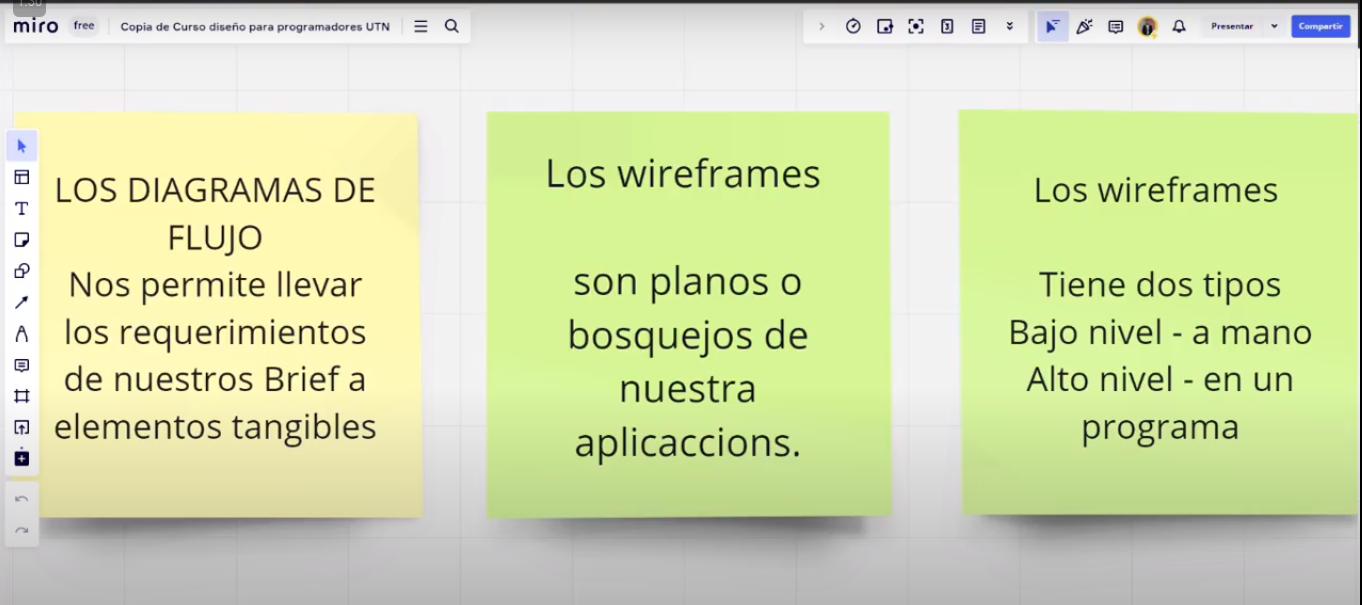 1:30
miro free Copia de Curso diseño para programadores UTN
Presentar
Compartir
LOS DIAGRAMAS DE
FLUJO
Nos permite llevar
los requerimientos
de nuestros Brief a
elementos tangibles
Los wireframes
son planos o
bosquejos de
nuestra
aplicaccions.
Los wireframes
Tiene dos tipos
Bajo nivel - a mano
Alto nivel - en un
programa